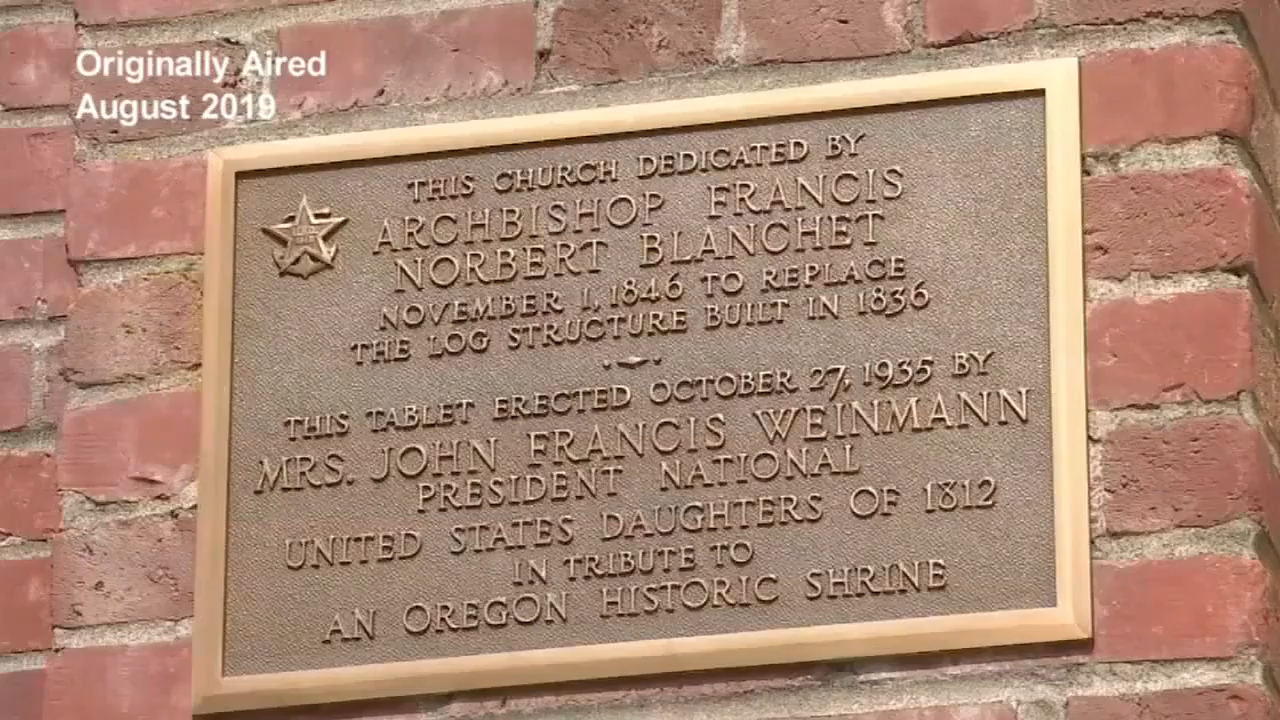 Originally Aired
August 2019
THIS CHURCH DEDICATED BY
ARCHBISHOP FRANCIS
NORBERT BLANCHET
NOVEMBER 1, 1846 TO REPLACE
THE LOG STRUCTURE BUILT IN 1836
THIS TABLET ERECTED OCTOBER 27, 1935 BY
MRS. JOHN FRANCIS WEINMANN
PRESIDENT NATIONAL
UNITED STATES DAUGHTERS OF 1812
IN TRIBUTE TO
AN OREGON HISTORIC SHRINE